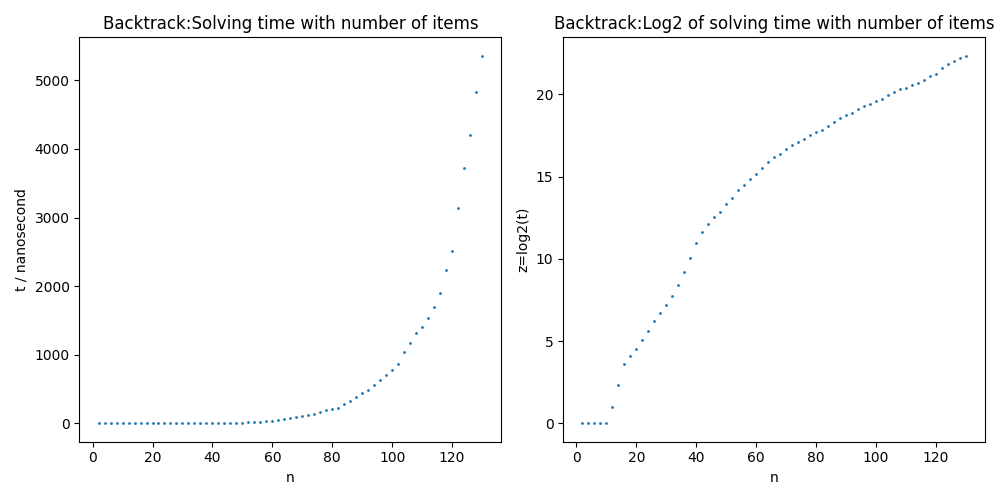 Backtrack:Solving time with number of items
t / nanosecond
5000
4000
3000
2000
1000
0
0 20 40 60 80 100 120
n
Backtrack:Log2 of solving time with number of items
z=log2(t)
20
15
10
5
0
0 20 40 60 80 100 120
n